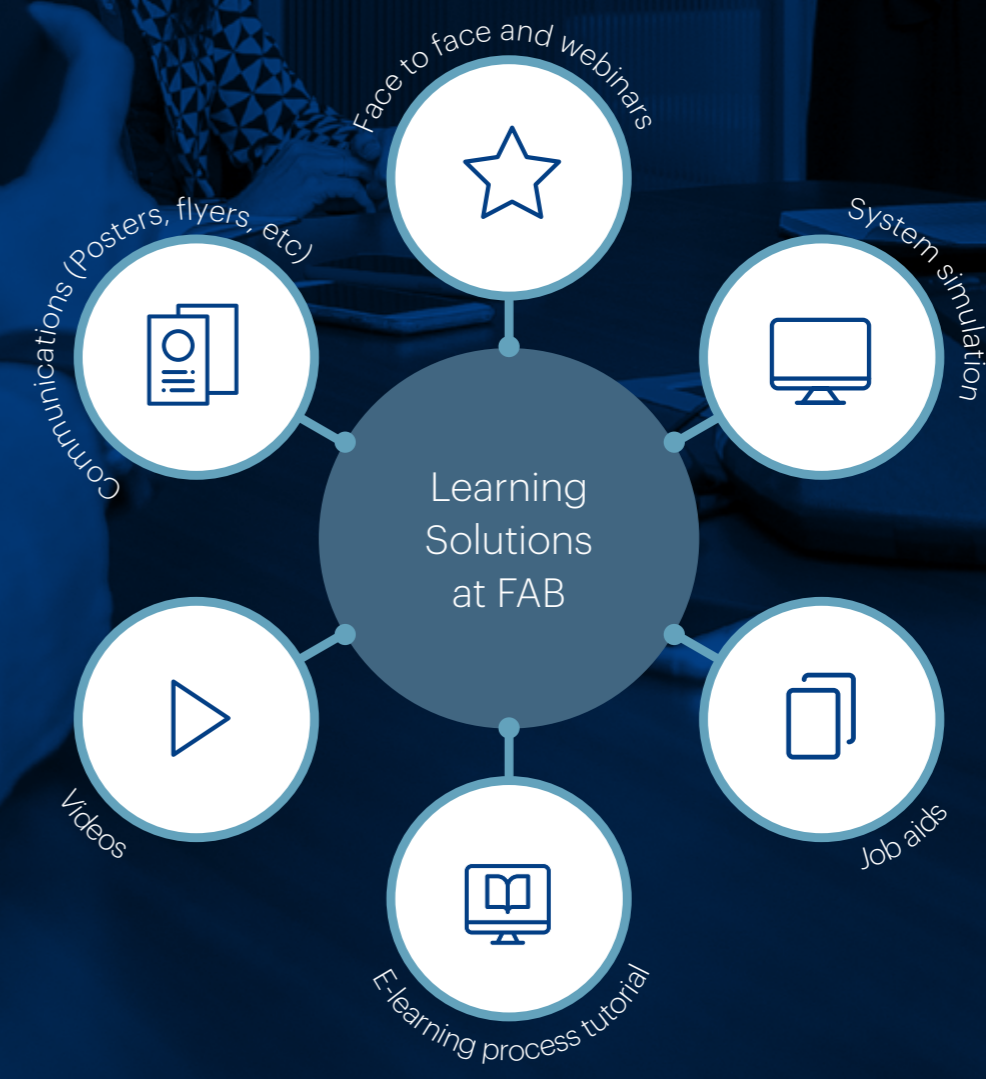 Face to face and webinars
System simulation
Communications (Posters, flyers, etc)
Learning
Solutions
at FAB
Videos
Job aids
E-learning process tutorial